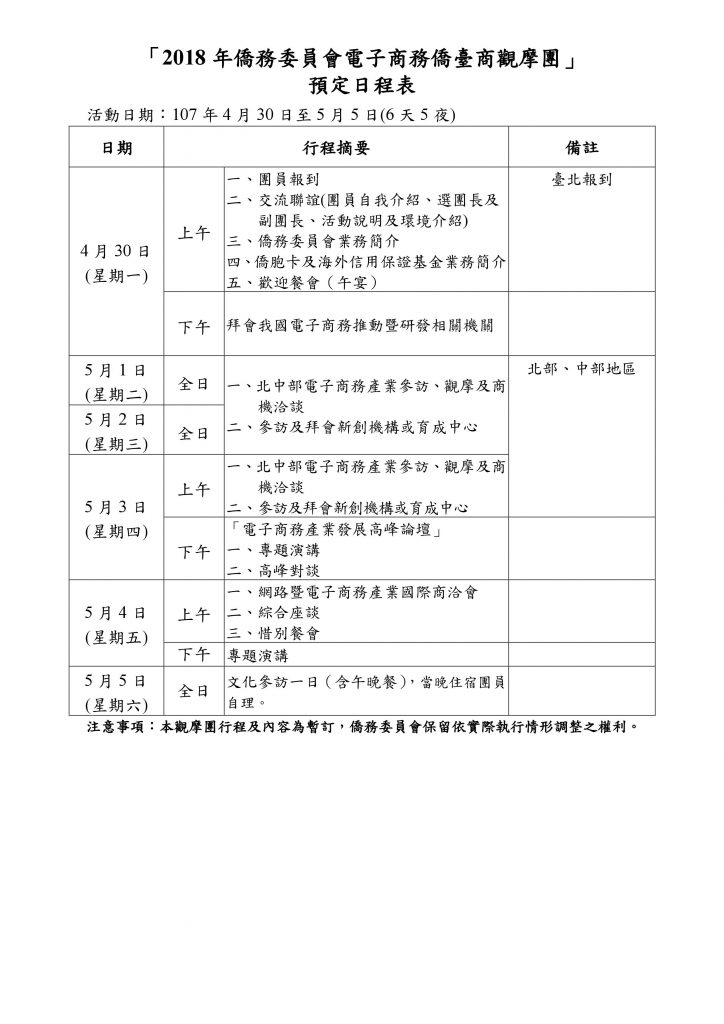 「2018 年僑務委員會電子商務僑臺商觀摩團」
預定日程表
活動日期：107 年 4 月 30 日至 5 月 5 日(6 天 5 夜)
日期
行程摘要
備註
4 月 30 日
(星期一)
上午
一、團員報到
二、交流聯誼(團員自我介紹、選團長及
副團長、活動說明及環境介紹)
三、僑務委員會業務簡介
四、僑胞卡及海外信用保證基金業務簡介
五、歡迎餐會（午宴）
臺北報到
下午
拜會我國電子商務推動暨研發相關機關
5 月 1 日
(星期二)
全日
一、北中部電子商務產業參訪、觀摩及商
機洽談
二、參訪及拜會新創機構或育成中心
北部、中部地區
5 月 2 日
(星期三)
全日
5 月 3 日
(星期四)
上午
一、北中部電子商務產業參訪、觀摩及商
機洽談
二、參訪及拜會新創機構或育成中心
下午
「電子商務產業發展高峰論壇」
一、專題演講
二、高峰對談
5 月 4 日
(星期五)
上午
一、網路暨電子商務產業國際商洽會
二、綜合座談
三、惜別餐會
下午
專題演講
5 月 5 日
(星期六)
全日
文化參訪一日（含午晚餐），當晚住宿團員
自理。
注意事項：本觀摩團行程及內容為暫訂，僑務委員會保留依實際執行情形調整之權利。